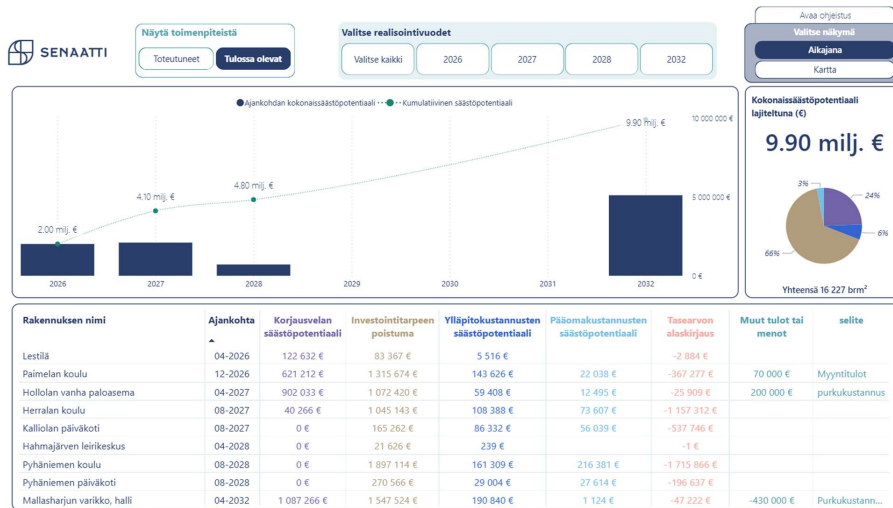 SENAATTI
Näytä toimenpiteistä
Toteutuneet
Tulossa olevat
Valitse realisointivuodet
Valitse kaikki
2026
2027
2028
2032
Avaa ohjeistus
Valitse näkymä
Aikajana
Kartta
Ajankohdan kokonaissäästöpotentiaali
Kumulatiivinen säästöpotentiaali
2.00 milj. €
4.10 milj. €
4.80 milj. €
9.90 milj. €
10 000 000 €
5 000 000 €
0 €
2026 2027 2028 2029 2030 2031 2032
Kokonaissäästöpotentiaali
lajiteltuna (€)
9.90 milj. €
3%
24%
6%
66%
Yhteensä 16 227 brm²
Rakennuksen nimi Ajankohta Korjausvelan säästöpotentiaali Investointitarpeen poistuma Ylläpitokustannusten säästöpotentiaali Pääomakustannusten säästöpotentiaali Tasearvon alaskirjaus Muut tulot tai menot selite
Lestilä 04-2026 122 632 € 83 367 € 5 516 € -2 884 €
Paimelan koulu 12-2026 621 212 € 1 315 674 € 143 626 € 22 038 € -367 277 € 70 000 € Myyntitulot
Hollolan vanha paloasema 04-2027 902 033 € 1 072 420 € 59 408 € 12 495 € -25 909 € 200 000 € purkukustannus
Herralan koulu 08-2027 40 266 € 1 045 143 € 108 388 € 73 607 € -1 157 312 €
Kalliolan päiväkoti 08-2027 0 € 165 262 € 86 332 € 56 039 € -537 746 €
Hahmajärven leirikeskus 04-2028 0 € 21 626 € 239 € -1 €
Pyhäniemen koulu 08-2028 0 € 1 897 114 € 161 309 € 216 381 € -1 715 866 €
Pyhäniemen päiväkoti 08-2028 0 € 270 566 € 29 004 € 27 614 € -196 637 €
Mallasharjun varikko, halli 04-2032 1 087 266 € 1 547 524 € 190 840 € 1 124 € -47 222 € -430 000 € Purkukustann...